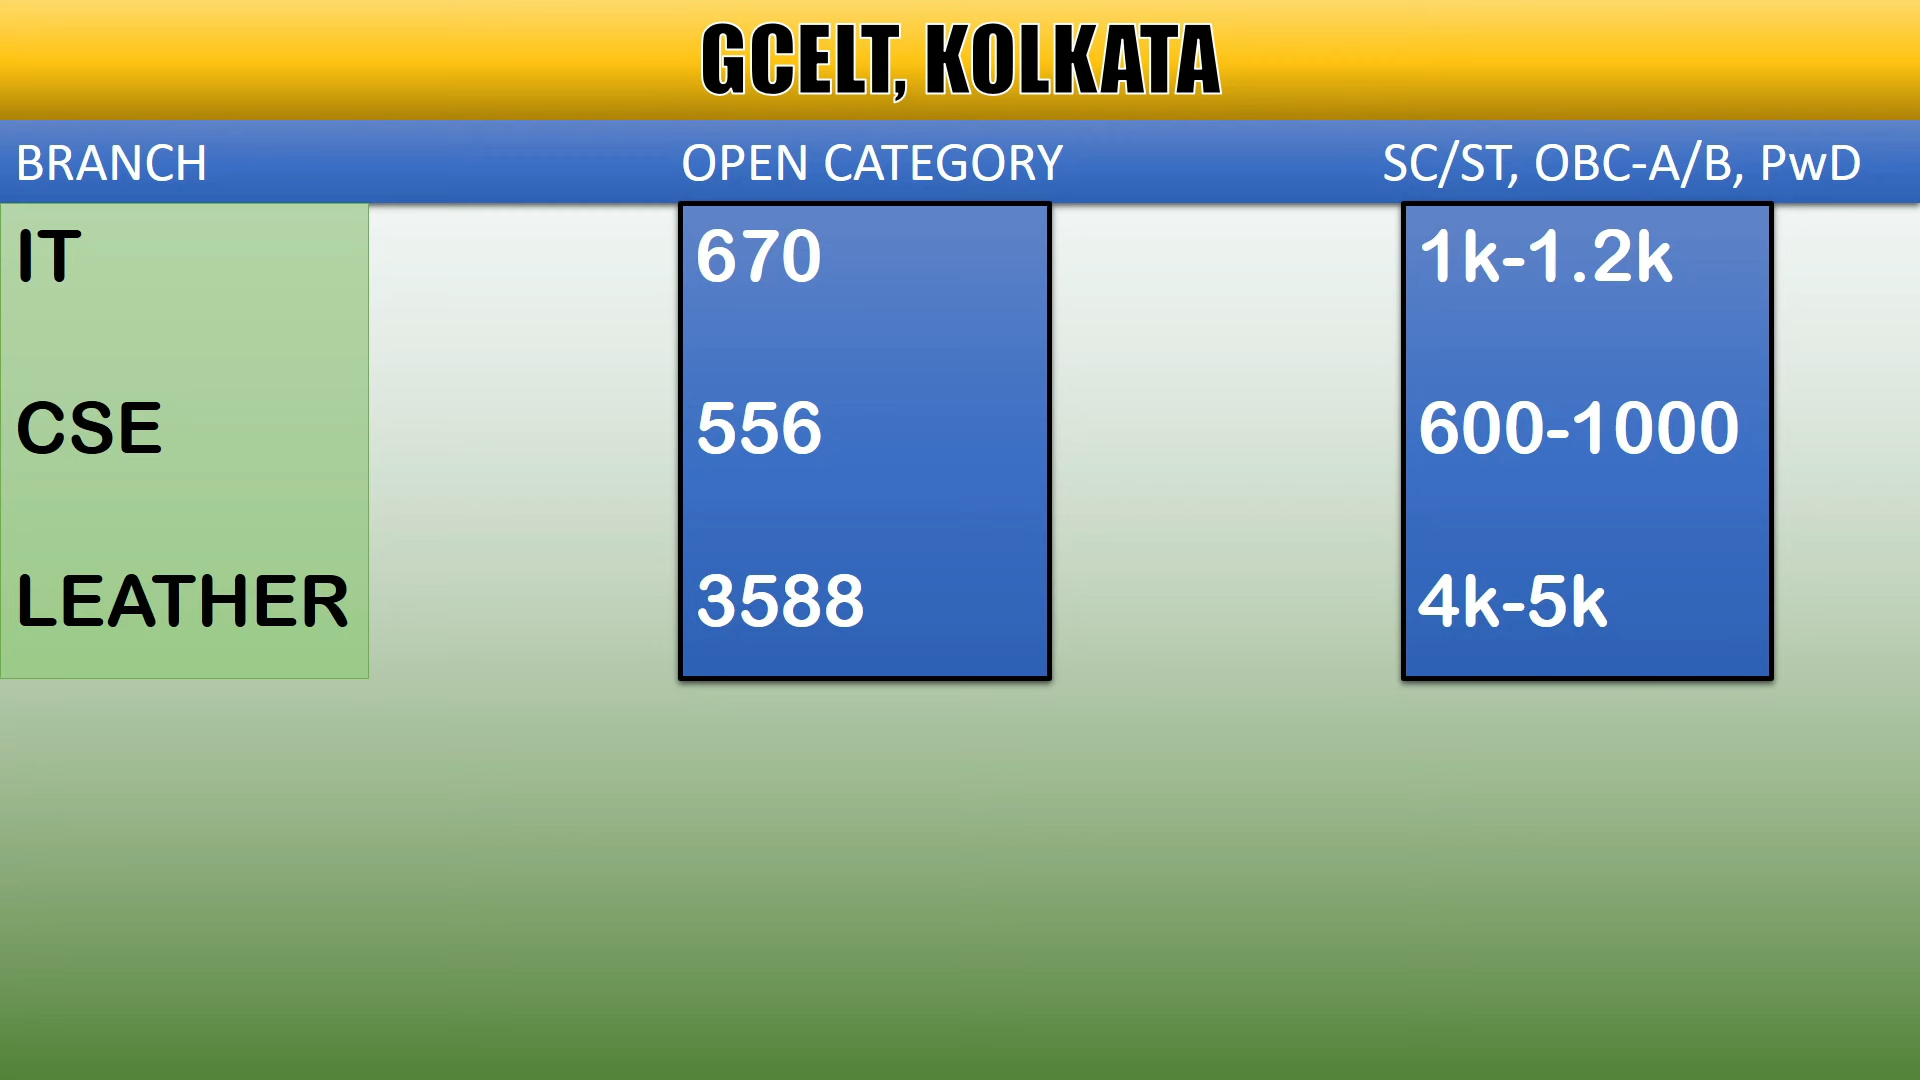 GCELT, KOLKATA
BRANCH OPEN CATEGORY SC/ST, OBC-A/B, PwD
IT 670 1k-1.2k
CSE 556 600-1000
LEATHER 3588 4k-5k